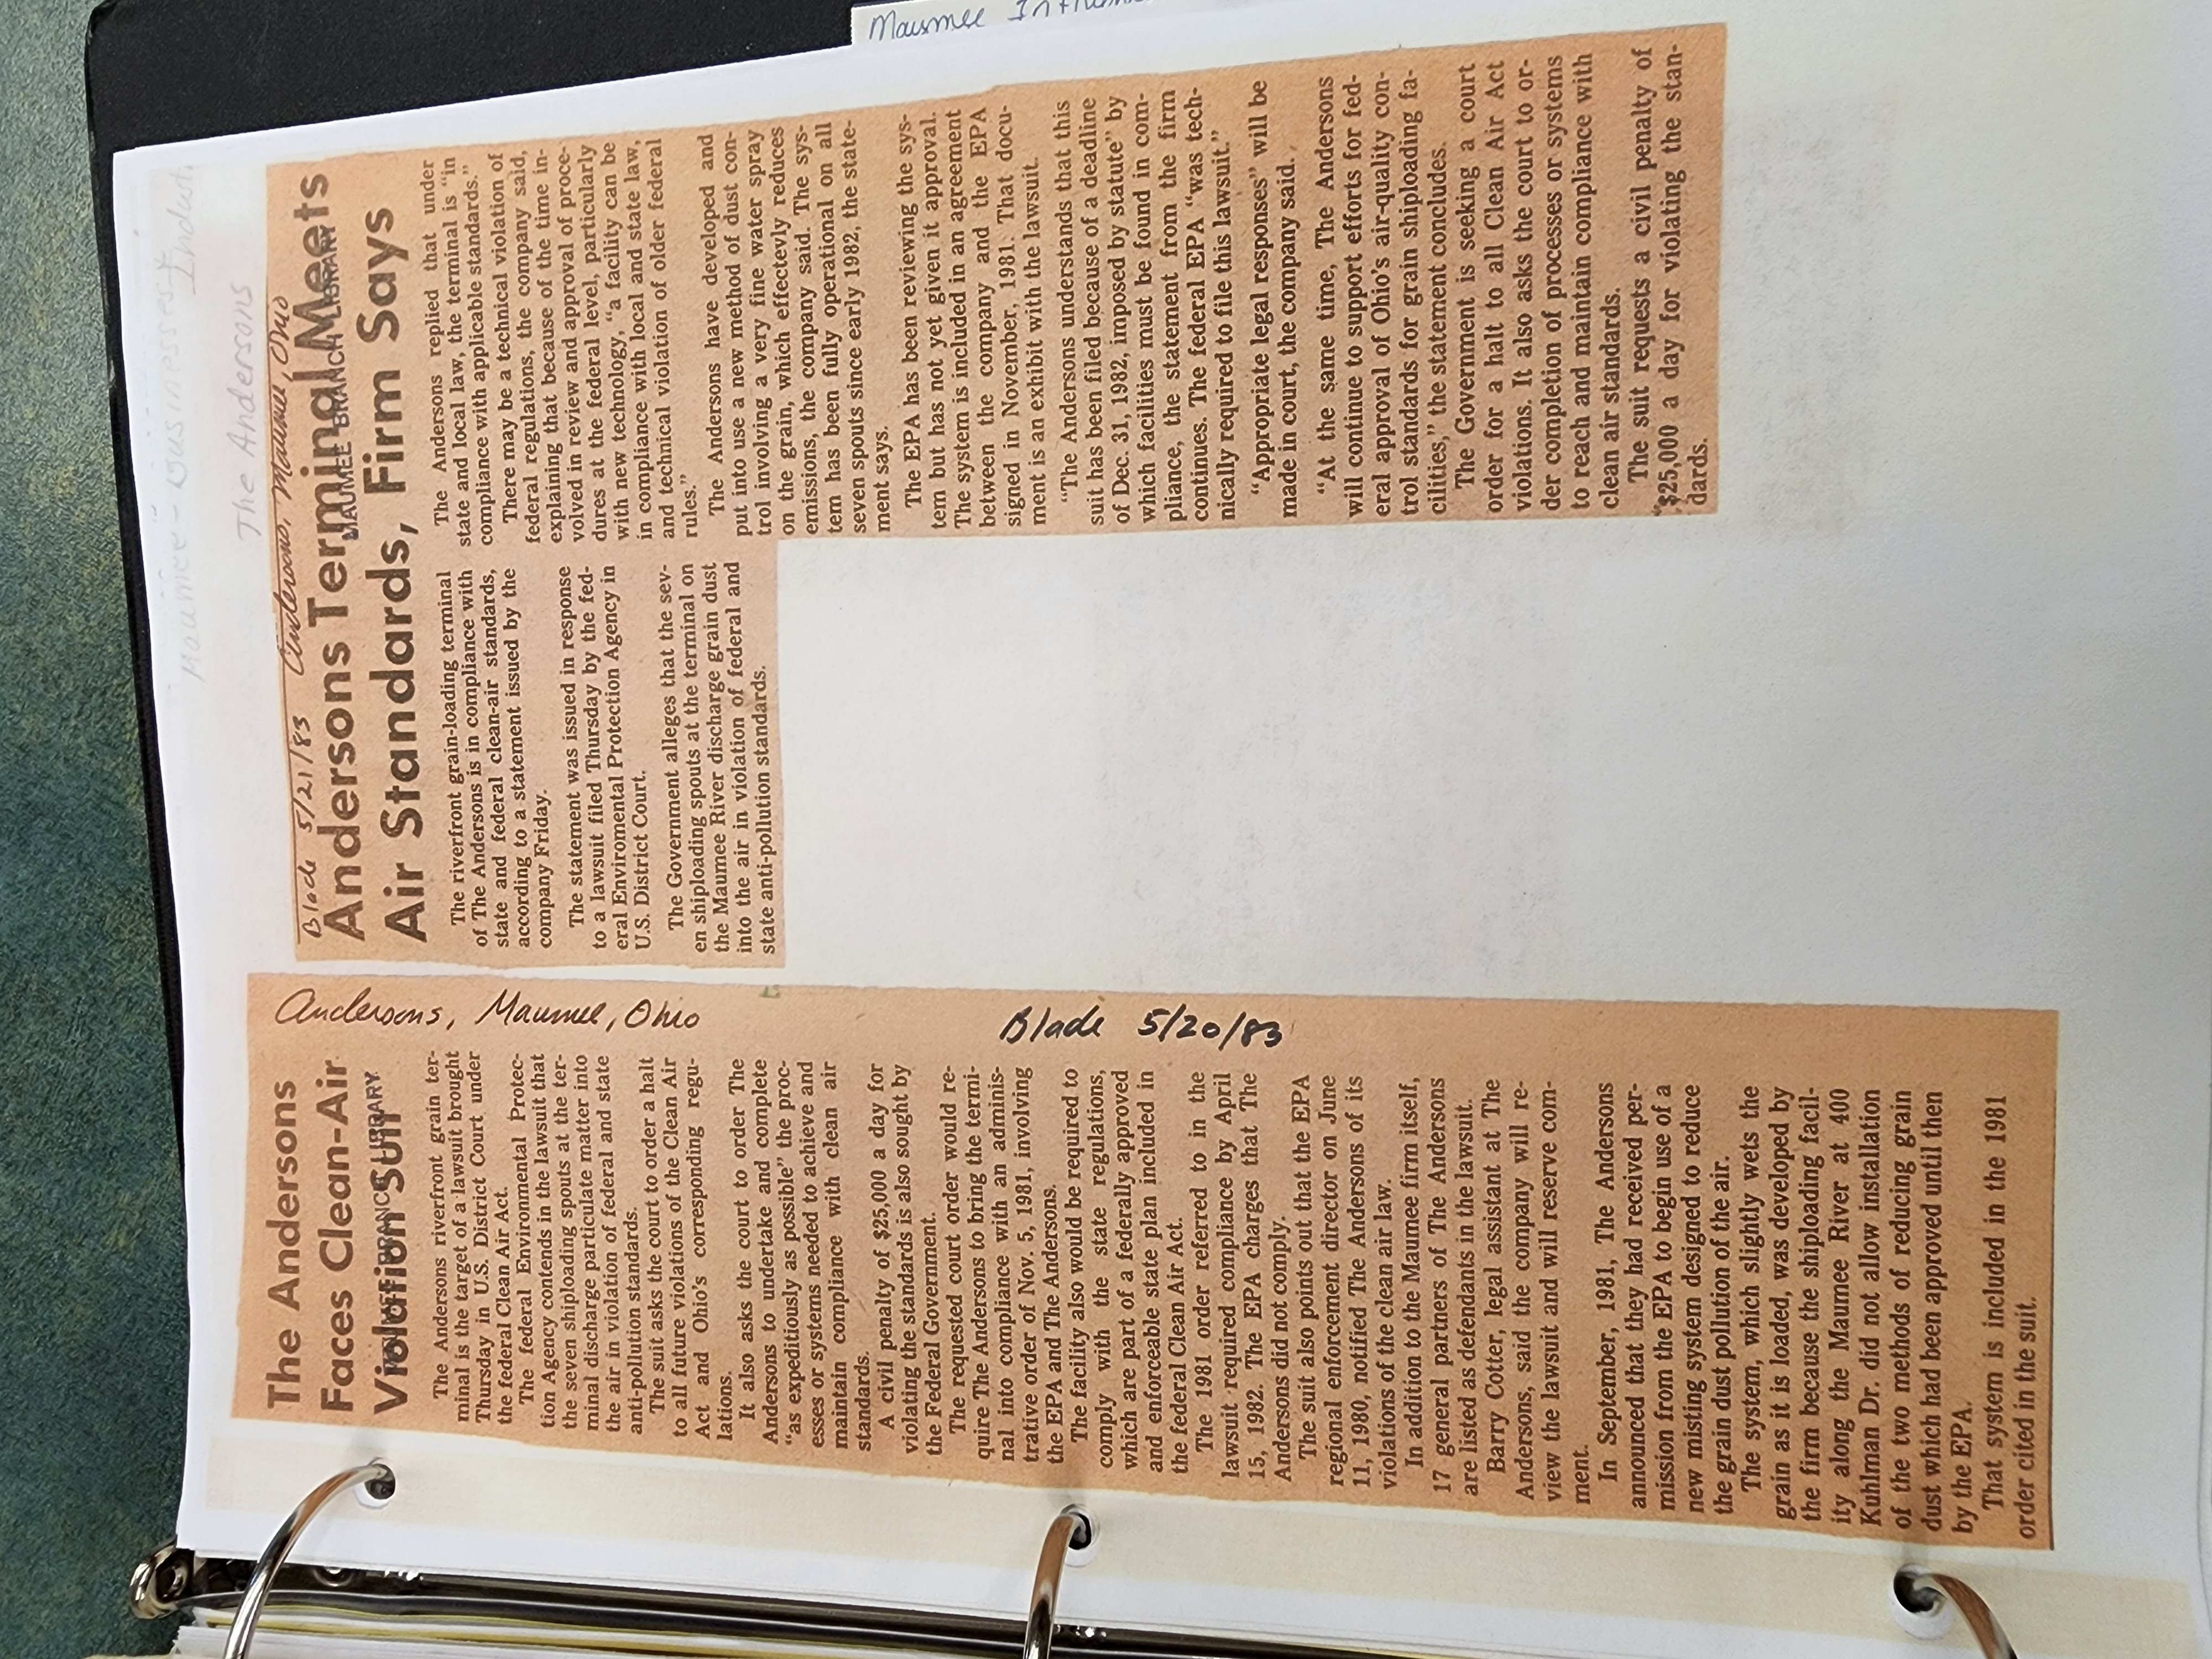 Maumee
Maumee - Businesses + Indust.
The Andersons
Andersons, Maumee, Ohio
Blade 5/20/83
The Andersons
Faces Clean-Air
Violation Suit
MAUMEE BRANCH LIBRARY
The Andersons riverfront grain ter-
minal is the target of a lawsuit brought
Thursday in U.S. District Court under
the federal Clean Air Act.
The federal Environmental Protec-
tion Agency contends in the lawsuit that
the seven shiploading spouts at the ter-
minal discharge particulate matter into
the air in violation of federal and state
anti-pollution standards.
The suit asks the court to order a halt
to all future violations of the Clean Air
Act and Ohio's corresponding regu-
lations.
It also asks the court to order The
Andersons to undertake and complete
"as expeditiously as possible" the proc-
esses or systems needed to achieve and
maintain compliance with clean air
standards.
A civil penalty of $25,000 a day for
violating the standards is also sought by
the Federal Government.
The requested court order would re-
quire The Andersons to bring the termi-
nal into compliance with an adminis-
trative order of Nov. 5, 1981, involving
the EPA and The Andersons.
The facility also would be required to
comply with the state regulations,
which are part of a federally approved
and enforceable state plan included in
the federal Clean Air Act.
The 1981 order referred to in the
lawsuit required compliance by April
15, 1982. The EPA charges that The
Andersons did not comply.
The suit also points out that the EPA
regional enforcement director on June
11, 1980, notified The Andersons of its
violations of the clean air law.
In addition to the Maumee firm itself,
17 general partners of The Andersons
are listed as defendants in the lawsuit.
Barry Cotter, legal assistant at The
Andersons, said the company will re-
view the lawsuit and will reserve com-
ment.
In September, 1981, The Andersons
announced that they had received per-
mission from the EPA to begin use of a
new misting system designed to reduce
the grain dust pollution of the air.
The system, which slightly wets the
grain as it is loaded, was developed by
the firm because the shiploading facil-
ity along the Maumee River at 400
Kuhlman Dr. did not allow installation
of the two methods of reducing grain
dust which had been approved until then
by the EPA.
That system is included in the 1981
order cited in the suit.
Blade 5/21/83 Andersons, Maumee, Ohio
Andersons Terminal Meets
Air Standards, Firm Says
MAUMEE BRANCH LIBRARY
The riverfront grain-loading terminal
of The Andersons is in compliance with
state and federal clean-air standards,
according to a statement issued by the
company Friday.
The statement was issued in response
to a lawsuit filed Thursday by the fed-
eral Enviromental Protection Agency in
U.S. District Court.
The Government alleges that the sev-
en shiploading spouts at the terminal on
the Maumee River discharge grain dust
into the air in violation of federal and
state anti-pollution standards.
The Andersons replied that under
state and local law, the terminal is "in
compliance with applicable standards."
There may be a technical violation of
federal regulations, the company said,
explaining that because of the time in-
volved in review and approval of proce-
dures at the federal level, particularly
with new technology, "a facility can be
in compliance with local and state law,
and technical violation of older federal
rules."
The Andersons have developed and
put into use a new method of dust con-
trol involving a very fine water spray
on the grain, which effectevely reduces
emissions, the company said. The sys-
tem has been fully operational on all
seven spouts since early 1982, the state-
ment says.
The EPA has been reviewing the sys-
tem but has not yet given it approval.
The system is included in an agreement
between the company and the EPA
signed in November, 1981. That docu-
ment is an exhibit with the lawsuit.
"The Andersons understands that this
suit has been filed because of a deadline
of Dec. 31, 1982, imposed by statute" by
which facilities must be found in com-
pliance, the statement from the firm
continues. The federal EPA "was tech-
nically required to file this lawsuit."
"Appropriate legal responses" will be
made in court, the company said.
"At the same time, The Andersons
will continue to support efforts for fed-
eral approval of Ohio's air-quality con-
trol standards for grain shiploading fa-
cilities," the statement concludes.
The Government is seeking a court
order for a halt to all Clean Air Act
violations. It also asks the court to or-
der completion of processes or systems
to reach and maintain compliance with
clean air standards.
The suit requests a civil penalty of
$25,000 a day for violating the stan-
dards.